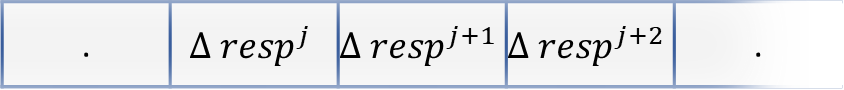 . Δ resp^j Δ resp^{j+1} Δ resp^{j+2} .